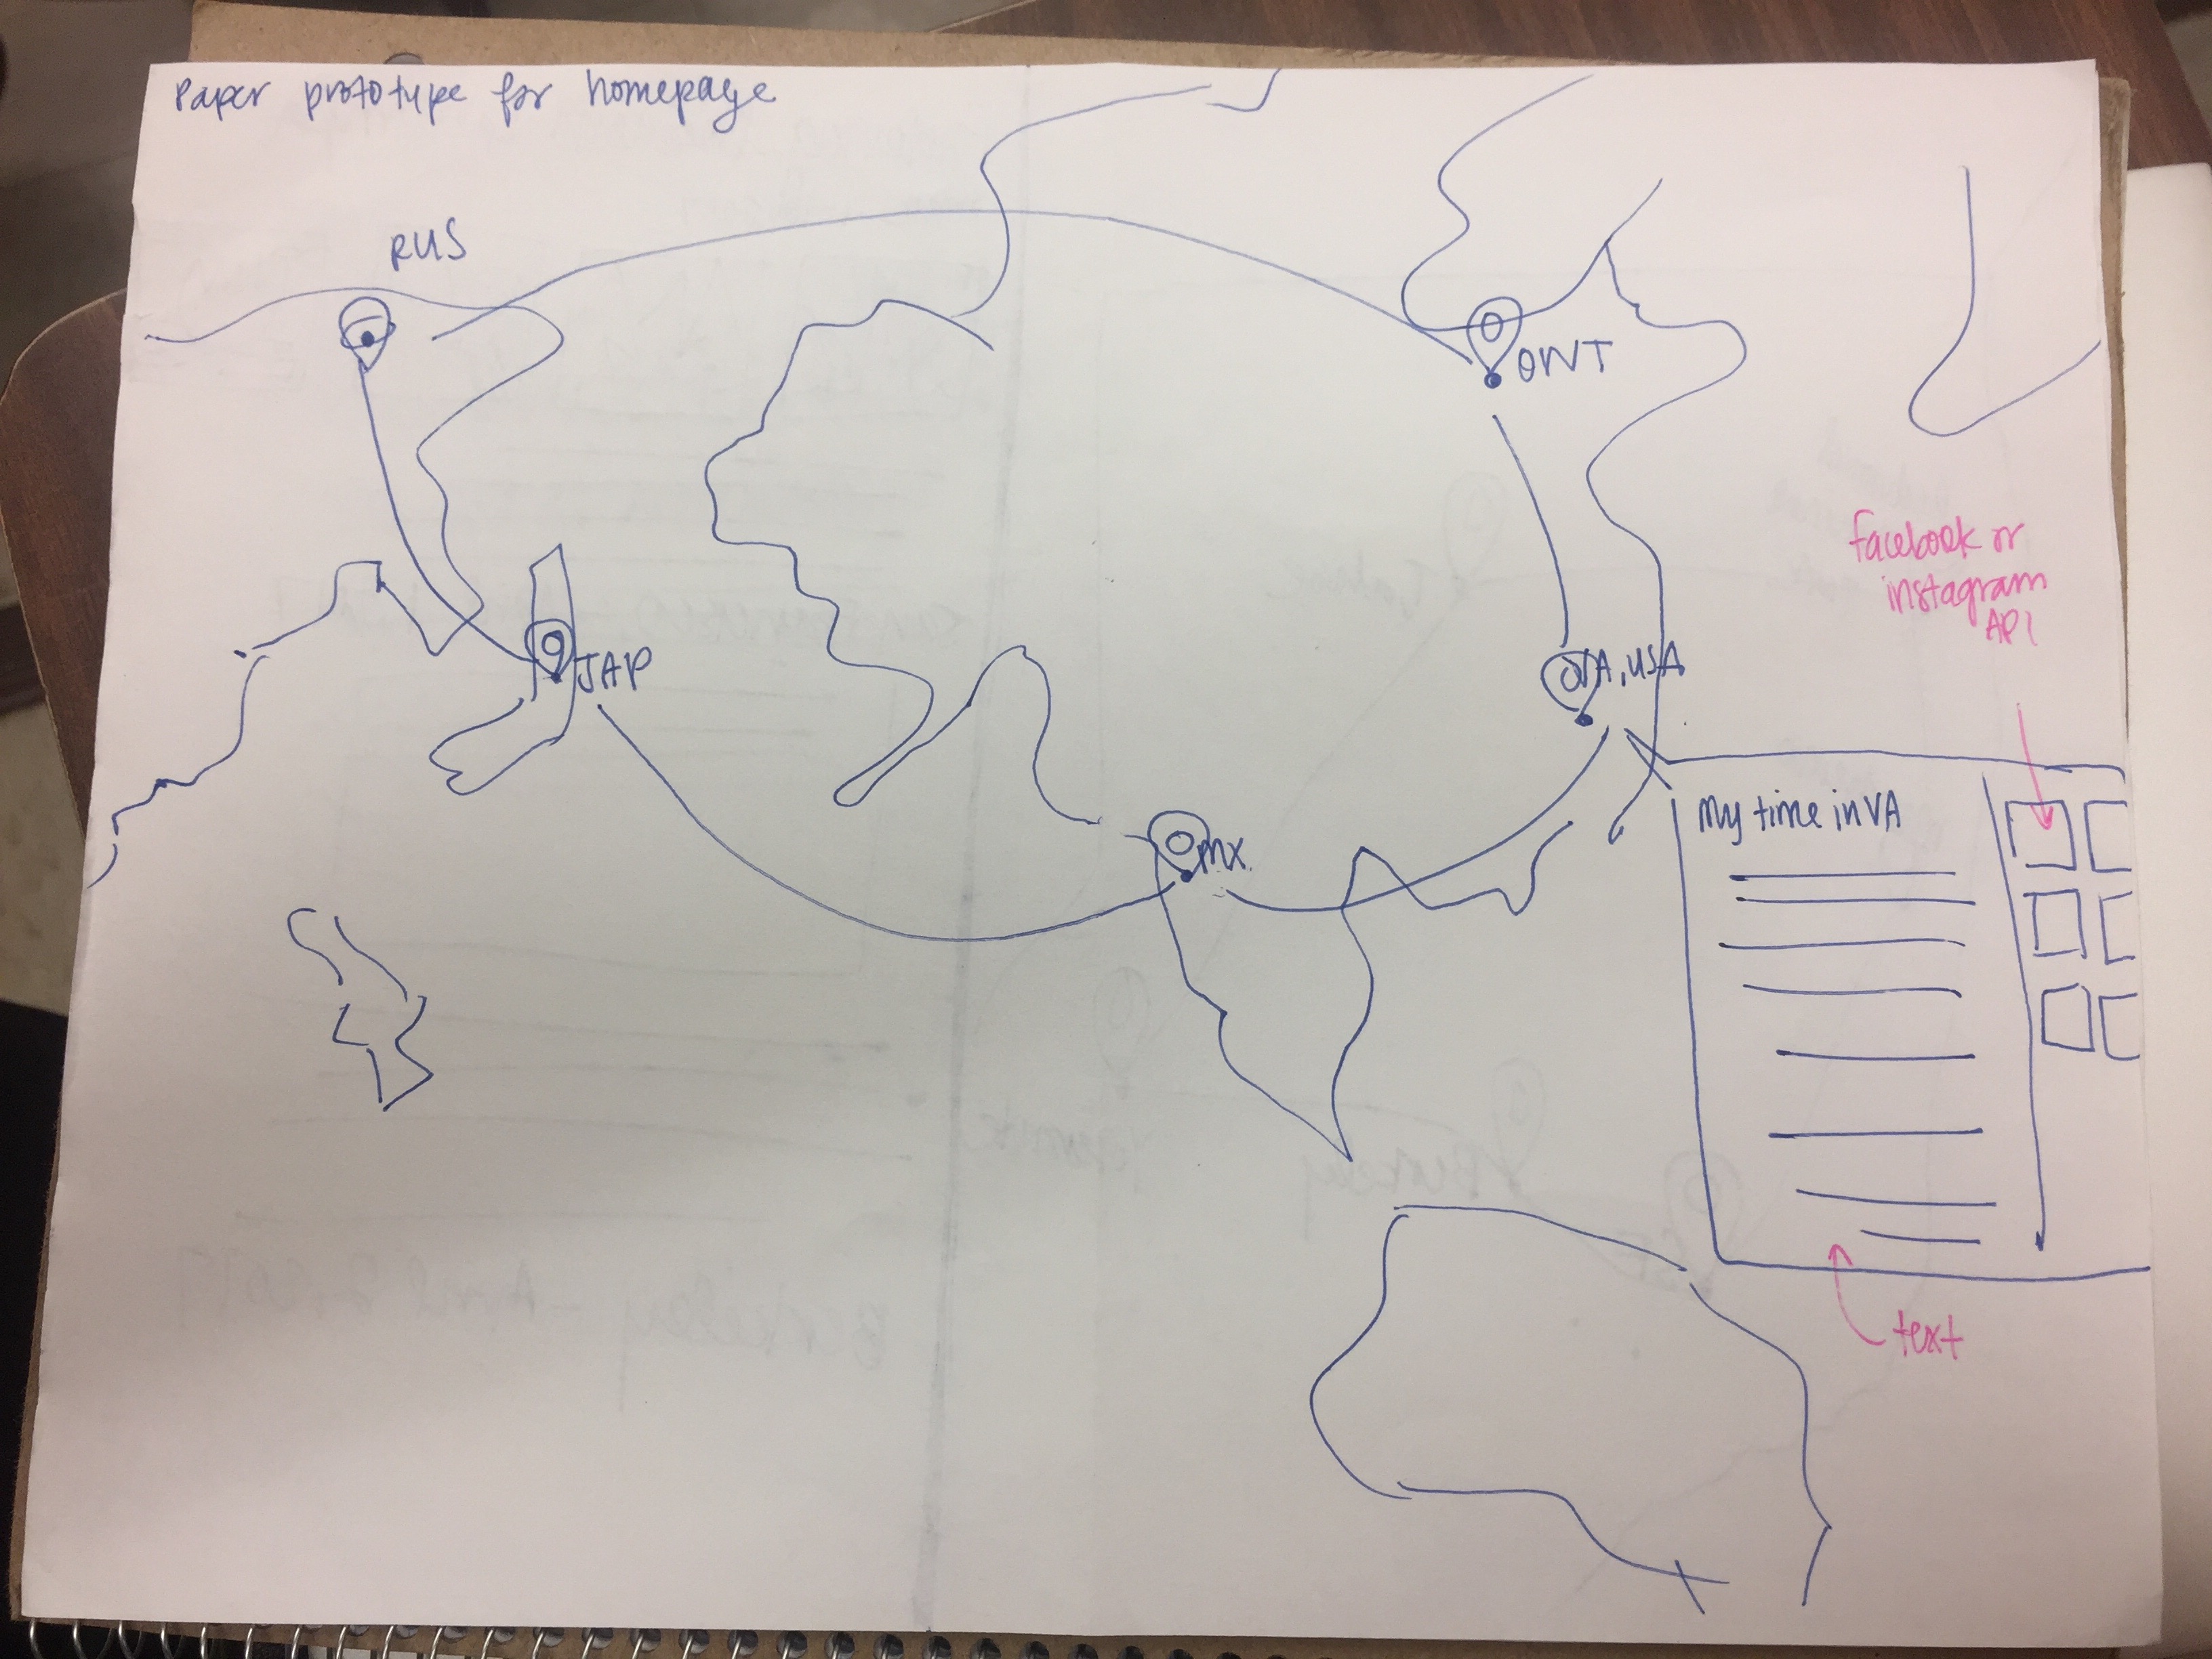 Paper prototype for homepage
RUS
ONT
facebook or
instagram
API
JAP
VA, USA
MX
My time in VA
text